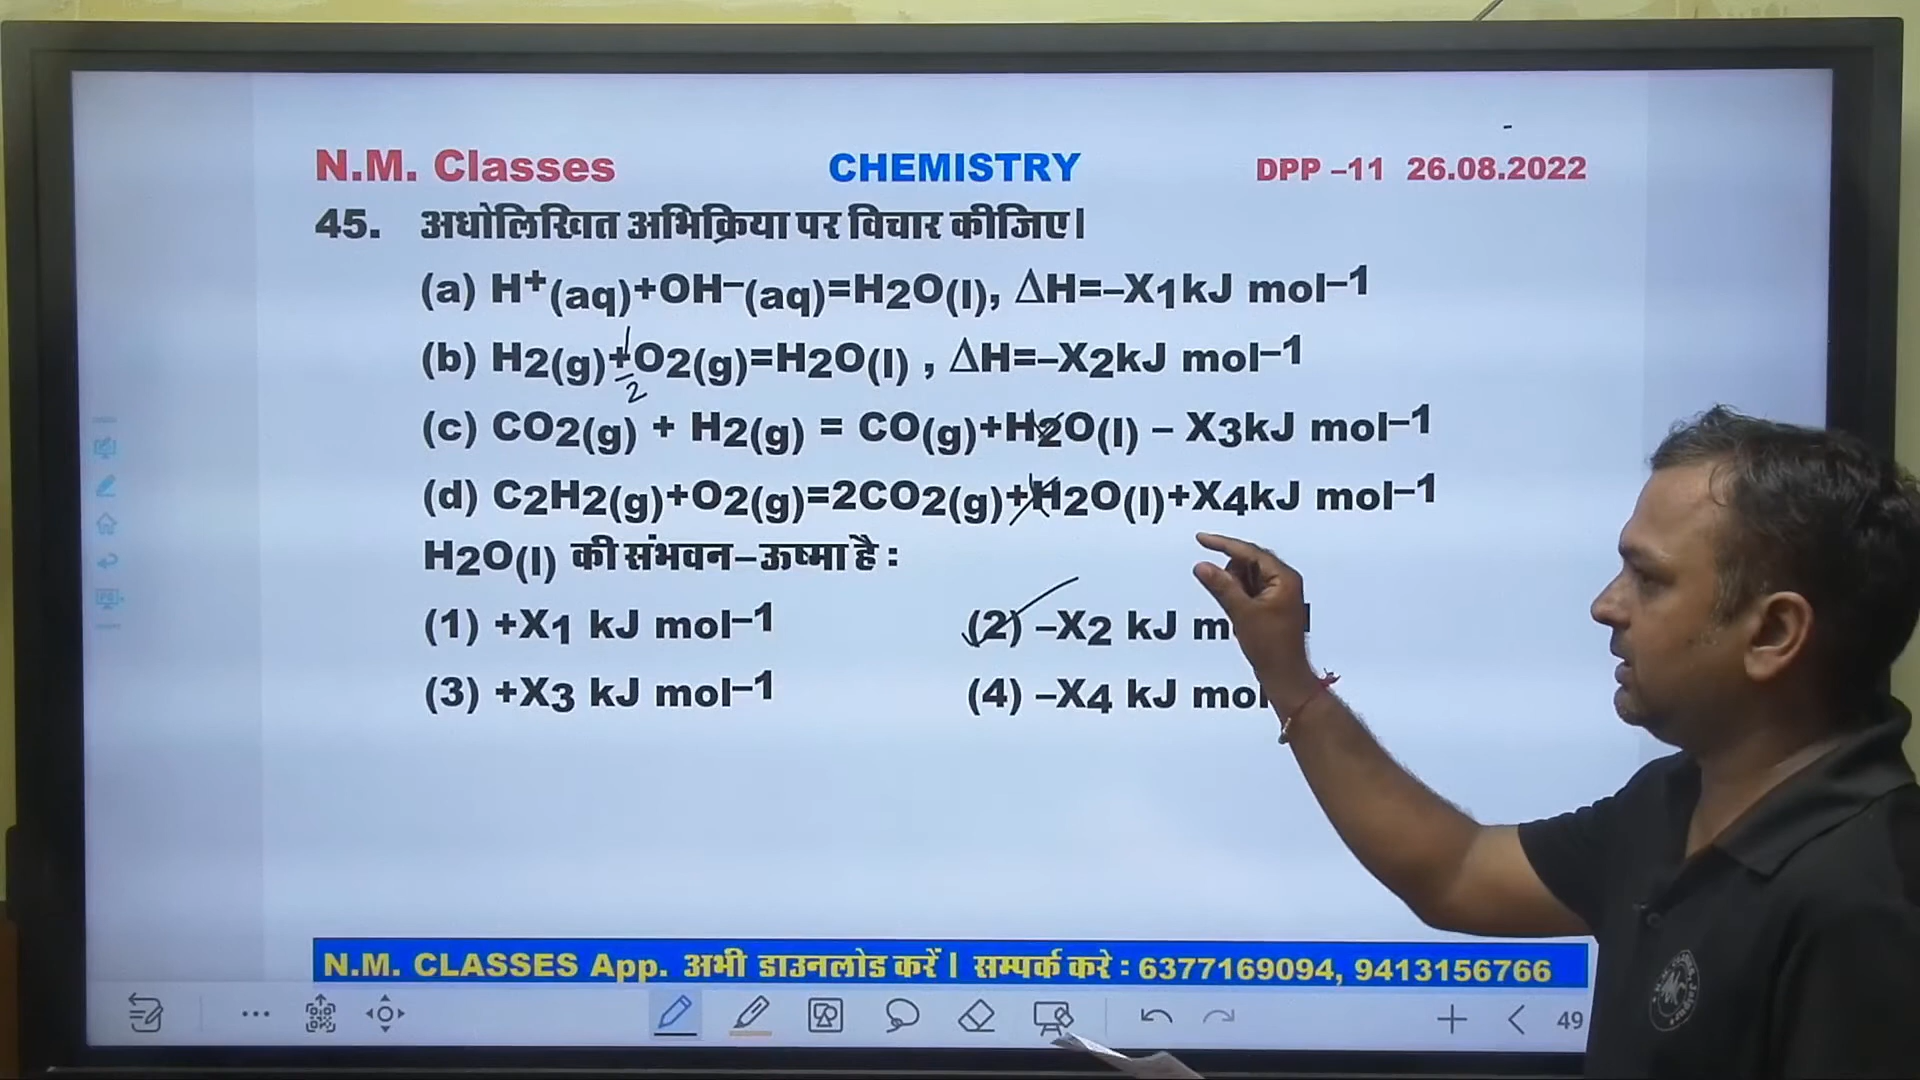 N.M. Classes CHEMISTRY DPP –11 26.08.2022
45. अधोलिखित अभिक्रिया पर विचार कीजिए।
(a) H⁺(aq)+OH⁻(aq)=H2O(l), ΔH=–X1kJ mol–1
(b) H2(g)+1/2O2(g)=H2O(l) , ΔH=–X2kJ mol–1
(c) CO2(g) + H2(g) = CO(g)+H2O(l) – X3kJ mol–1
(d) C2H2(g)+O2(g)=2CO2(g)+H2O(l)+X4kJ mol–1
H2O(l) की संभवन–ऊष्मा है :
(1) +X1 kJ mol–1 (2) –X2 kJ
(3) +X3 kJ mol–1 (4) –X4 kJ mol
N.M. CLASSES App. अभी डाउनलोड करें। सम्पर्क करे : 6377169094, 9413156766
49